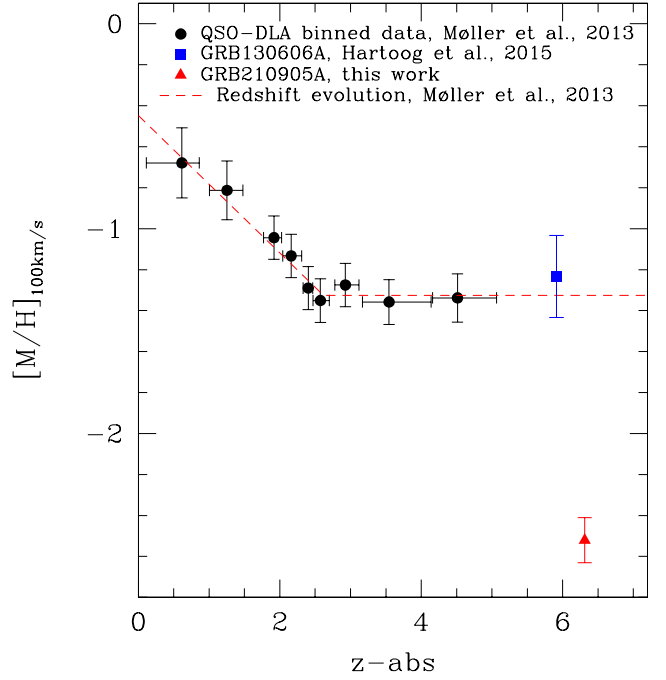 QSO-DLA binned data, Møller et al., 2013
GRB130606A, Hartoog et al., 2015
GRB210905A, this work
Redshift evolution, Møller et al., 2013
0
-1
-2
[M/H]100km/s
0 2 4 6
z-abs